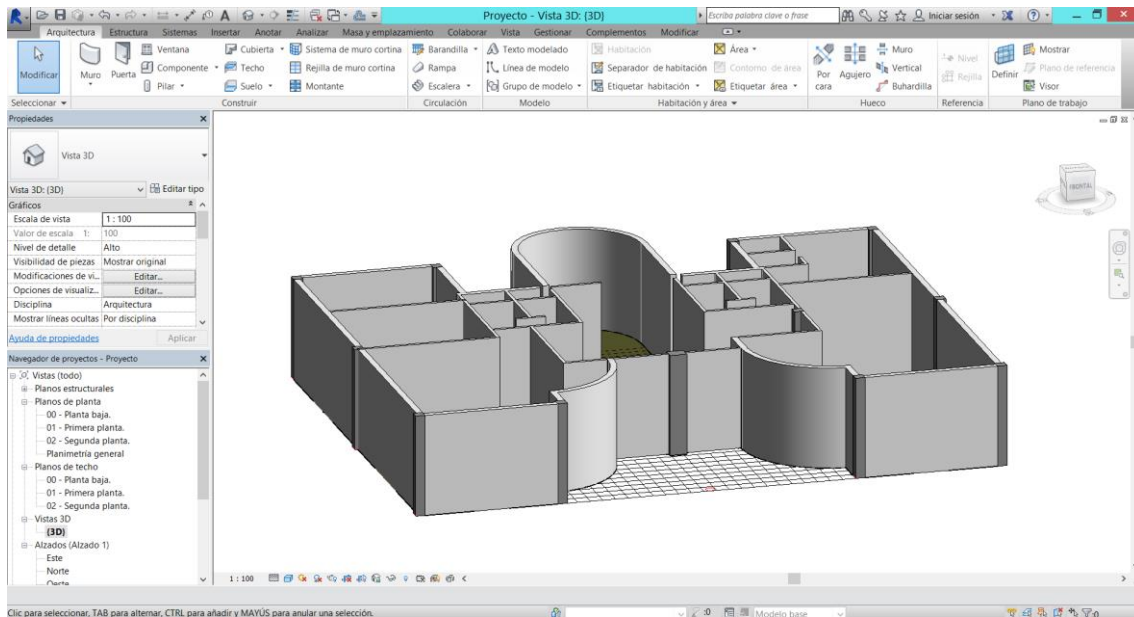 Proyecto - Vista 3D: {3D}
Escriba palabra clave o frase
Iniciar sesión
Arquitectura Estructura Sistemas Insertar Anotar Analizar Masa y emplazamiento Colaborar Vista Gestionar Complementos Modificar
Modificar
Muro
Puerta
Ventana
Componente
Pilar
Cubierta
Techo
Suelo
Sistema de muro cortina
Rejilla de muro cortina
Montante
Barandilla
Rampa
Escalera
Texto modelado
Línea de modelo
Grupo de modelo
Habitación
Separador de habitación
Etiquetar habitación
Área
Contorno de área
Etiquetar área
Por cara
Agujero
Muro
Vertical
Buhardilla
Nivel
Rejilla
Definir
Mostrar
Plano de referencia
Visor
Seleccionar Construir Circulación Modelo Habitación y área Hueco Referencia Plano de trabajo
Propiedades
Vista 3D
Vista 3D: {3D} Editar tipo
Gráficos
Escala de vista 1 : 100
Valor de escala 1: 100
Nivel de detalle Alto
Visibilidad de piezas Mostrar original
Modificaciones de vi... Editar...
Opciones de visualiz... Editar...
Disciplina Arquitectura
Mostrar líneas ocultas Por disciplina
Ayuda de propiedades Aplicar
Navegador de proyectos - Proyecto
Vistas (todo)
Planos estructurales
Planos de planta
00 - Planta baja.
01 - Primera planta.
02 - Segunda planta.
Planimetría general
Planos de techo
00 - Planta baja.
01 - Primera planta.
02 - Segunda planta.
Vistas 3D
{3D}
Alzados (Alzado 1)
Este
Norte
Oeste
FRONTAL
1 : 100
Clic para seleccionar, TAB para alternar, CTRL para añadir y MAYÚS para anular una selección.
:0
Modelo base
:0